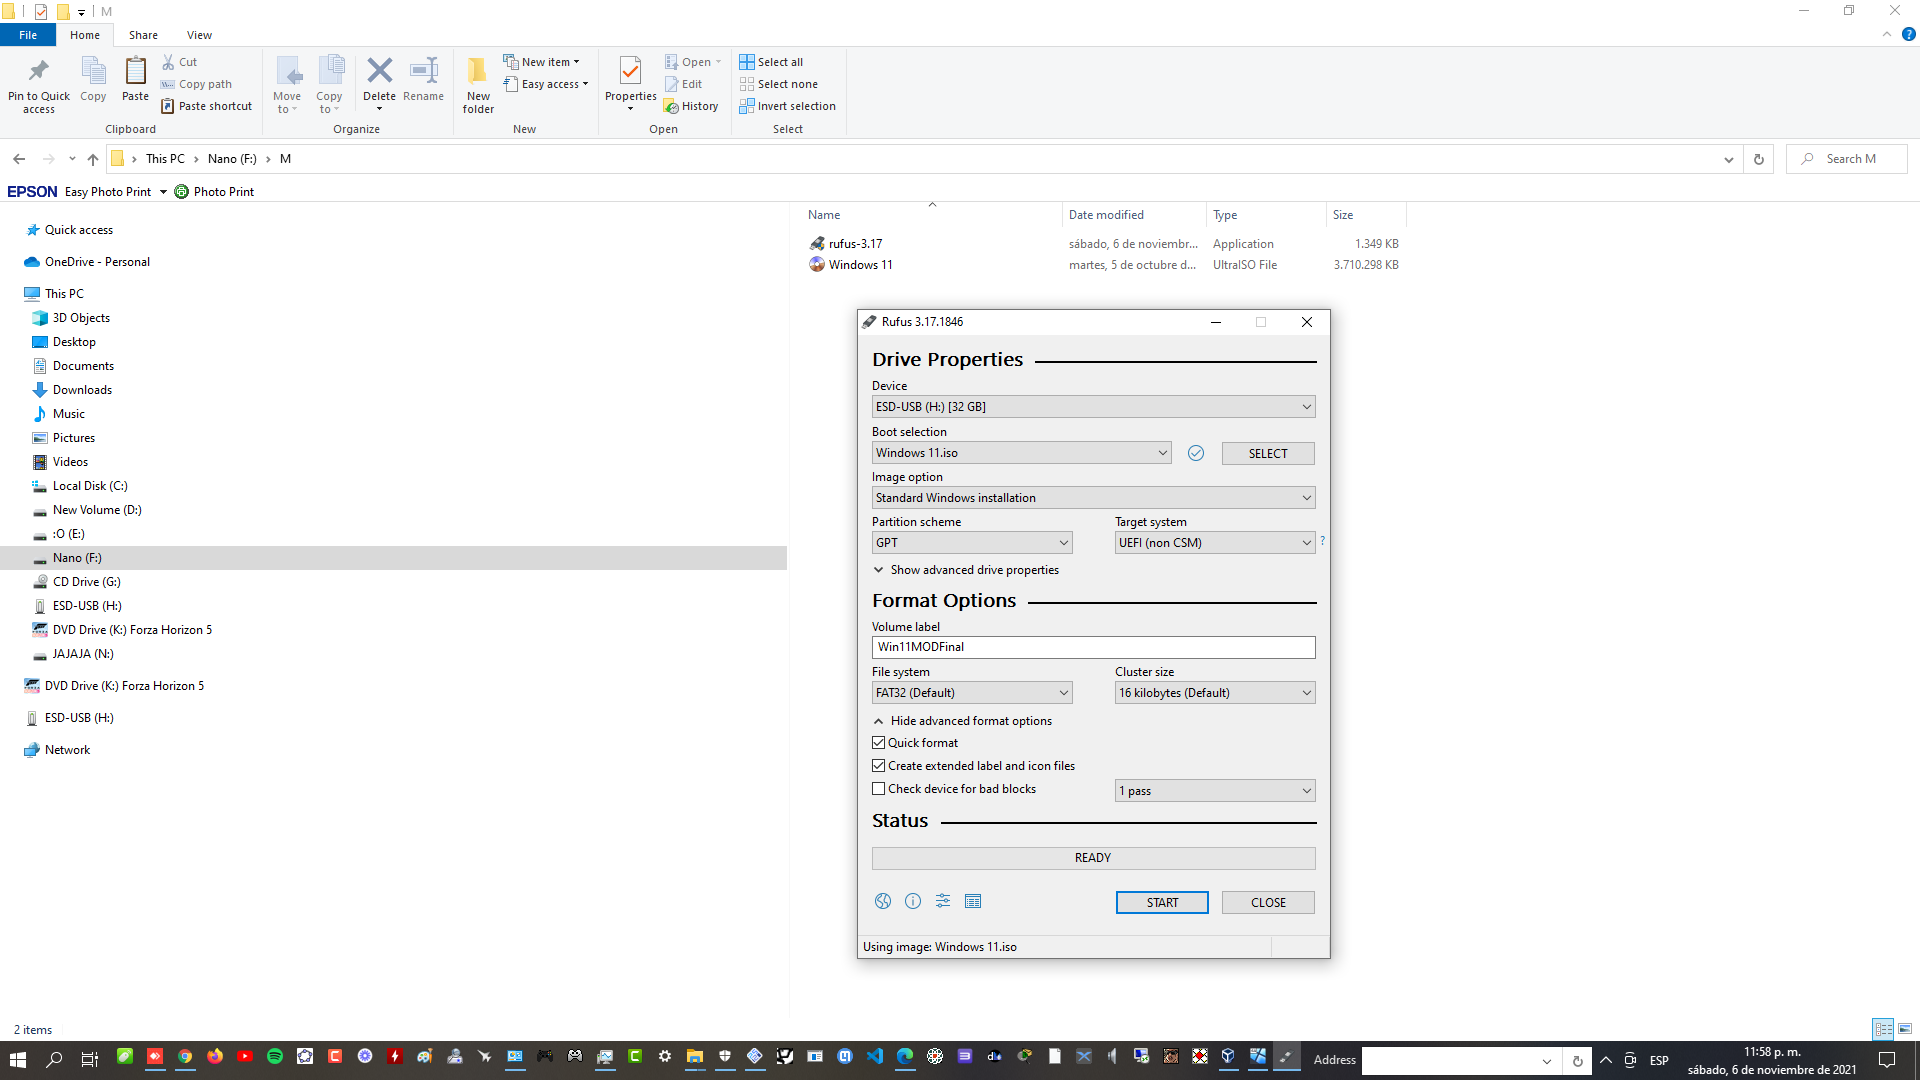 M
File
Home
Share
View
Pin to Quick access
Copy
Paste
Cut
Copy path
Paste shortcut
Clipboard
Move to
Copy to
Delete
Rename
Organize
New folder
New item
Easy access
New
Properties
Open
Edit
History
Open
Select all
Select none
Invert selection
Select
This PC > Nano (F:) > M
Search M
EPSON Easy Photo Print
Photo Print
Quick access
OneDrive - Personal
This PC
3D Objects
Desktop
Documents
Downloads
Music
Pictures
Videos
Local Disk (C:)
New Volume (D:)
:O (E:)
Nano (F:)
CD Drive (G:)
ESD-USB (H:)
DVD Drive (K:) Forza Horizon 5
JAJAJA (N:)
DVD Drive (K:) Forza Horizon 5
ESD-USB (H:)
Network
Name Date modified Type Size
rufus-3.17 sábado, 6 de noviembr... Application 1.349 KB
Windows 11 martes, 5 de octubre d... UltraISO File 3.710.298 KB
Rufus 3.17.1846
Drive Properties
Device
ESD-USB (H:) [32 GB]
Boot selection
Windows 11.iso
SELECT
Image option
Standard Windows installation
Partition scheme
Target system
GPT
UEFI (non CSM)
?
Show advanced drive properties
Format Options
Volume label
Win11MODFinal
File system
Cluster size
FAT32 (Default)
16 kilobytes (Default)
Hide advanced format options
Quick format
Create extended label and icon files
Check device for bad blocks
1 pass
Status
READY
START
CLOSE
Using image: Windows 11.iso
2 items
Address
ESP
11:58 p. m.
sábado, 6 de noviembre de 2021